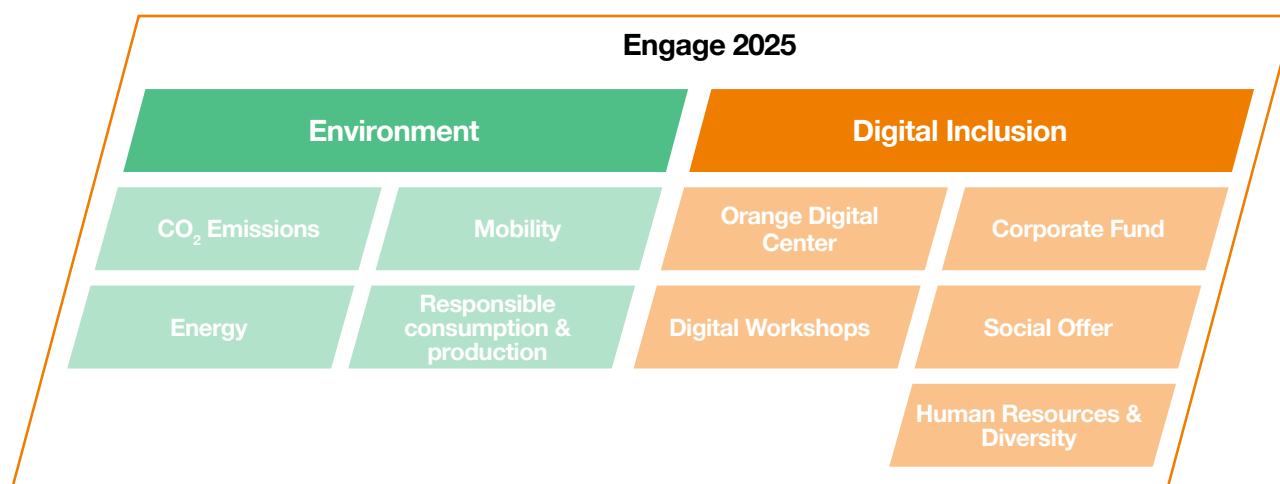 Engage 2025
Environment
Digital Inclusion
CO₂ Emissions
Mobility
Orange Digital
Center
Corporate Fund
Energy
Responsible
consumption &
production
Digital Workshops
Social Offer
Human Resources &
Diversity